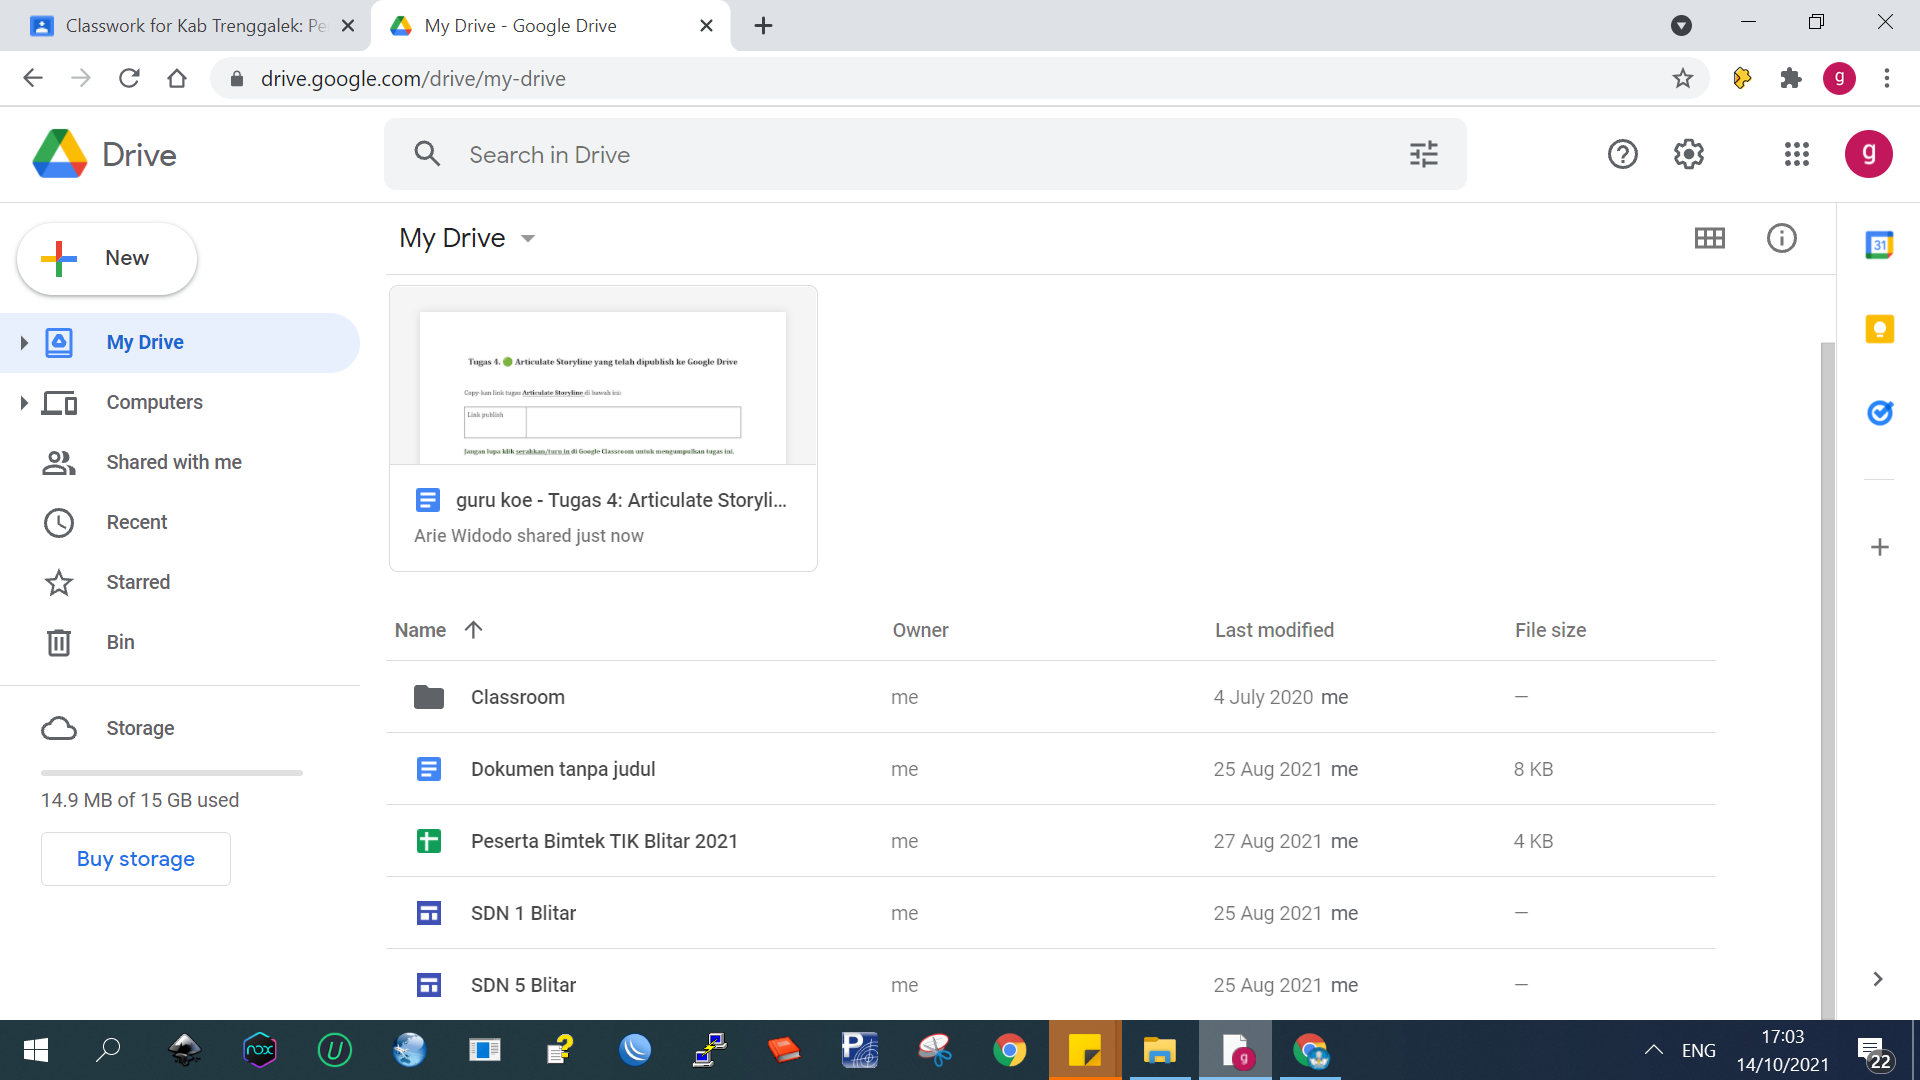 Classwork for Kab Trenggalek: Pe
My Drive - Google Drive
drive.google.com/drive/my-drive
g
Drive
Search in Drive
g
New
My Drive
Computers
Shared with me
Recent
Starred
Bin
Storage
14.9 MB of 15 GB used
Buy storage
My Drive
Tugas 4. Articulate Storyline yang telah dipublish ke Google Drive
Copy-kan link tugas Articulate Storyline di bawah ini:
Link publish
Jangan lupa klik serahkan/turn in di Google Classroom untuk mengumpulkan tugas ini.
guru koe - Tugas 4: Articulate Storyli...
Arie Widodo shared just now
Name Owner Last modified File size
Classroom me 4 July 2020 me —
Dokumen tanpa judul me 25 Aug 2021 me 8 KB
Peserta Bimtek TIK Blitar 2021 me 27 Aug 2021 me 4 KB
SDN 1 Blitar me 25 Aug 2021 me —
SDN 5 Blitar me 25 Aug 2021 me —
31
nox
U
P
g
ENG
17:03
14/10/2021
22